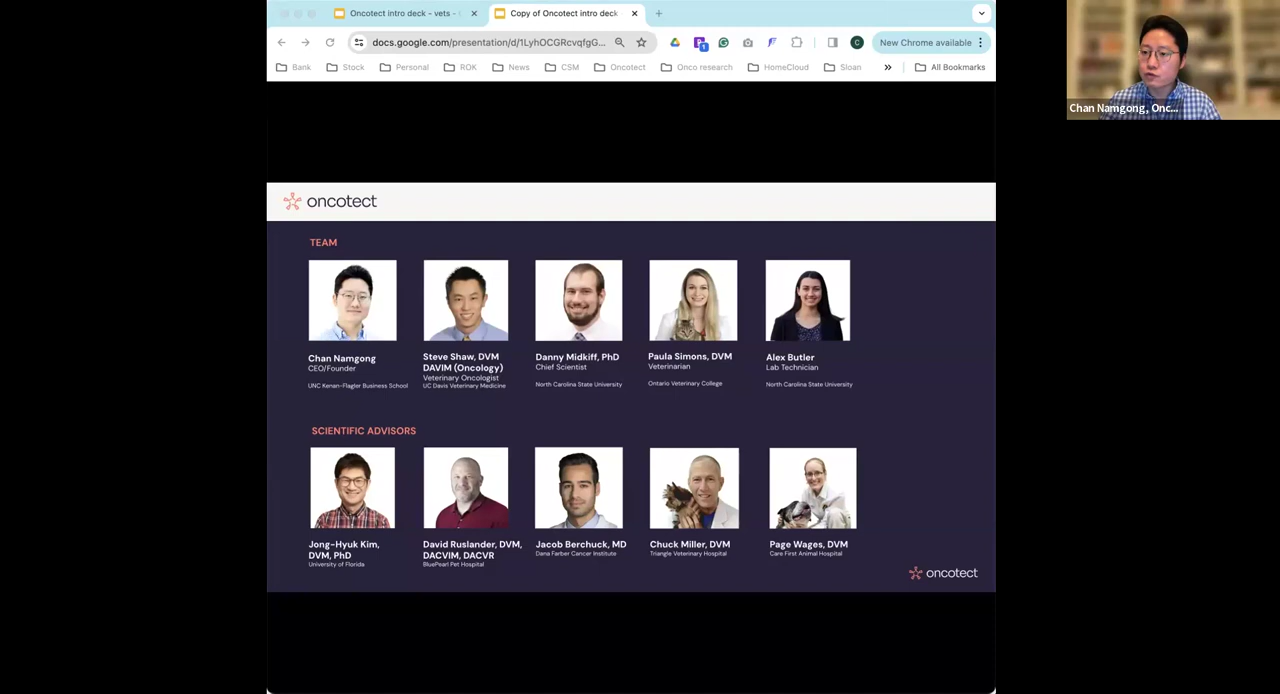 Oncotect intro deck - vets -
Copy of Oncotect intro deck
docs.google.com/presentation/d/1LyhOCGRcvqfgG...
1
C
New Chrome available
Bank
Stock
Personal
ROK
News
CSM
Oncotect
Onco research
HomeCloud
Sloan
»
All Bookmarks
Chan Namgong, Onc...
oncotect
TEAM
Chan Namgong
CEO/Founder
UNC Kenan-Flagler Business School
Steve Shaw, DVM
DAVIM (Oncology)
Veterinary Oncologist
UC Davis Veterinary Medicine
Danny Midkiff, PhD
Chief Scientist
North Carolina State University
Paula Simons, DVM
Veterinarian
Ontario Veterinary College
Alex Butler
Lab Technician
North Carolina State University
SCIENTIFIC ADVISORS
Jong-Hyuk Kim,
DVM, PhD
University of Florida
David Ruslander, DVM,
DACVIM, DACVR
BluePearl Pet Hospital
Jacob Berchuck, MD
Dana Farber Cancer Institute
Chuck Miller, DVM
Triangle Veterinary Hospital
Page Wages, DVM
Care First Animal Hospital
oncotect